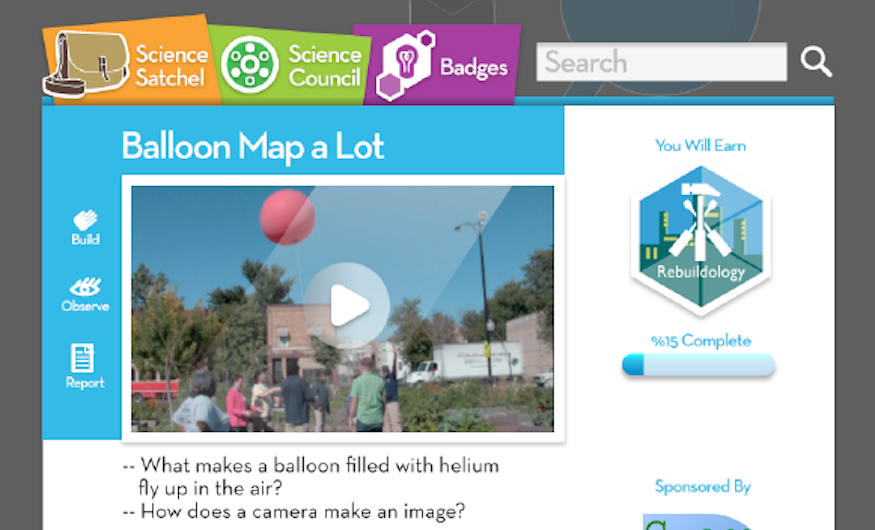 Science
Satchel
Science
Council
Badges
Search
Balloon Map a Lot
You Will Earn
Build
Observe
Report
Rebuildology
%15 Complete
-- What makes a balloon filled with helium
fly up in the air?
-- How does a camera make an image?
Sponsored By